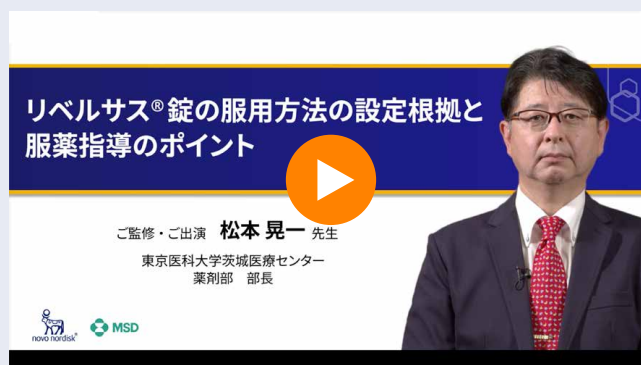 リベルサス®錠の服用方法の設定根拠と
服薬指導のポイント
ご監修・ご出演 松本 晃一 先生
東京医科大学茨城医療センター
薬剤部 部長
novo nordisk®
MSD